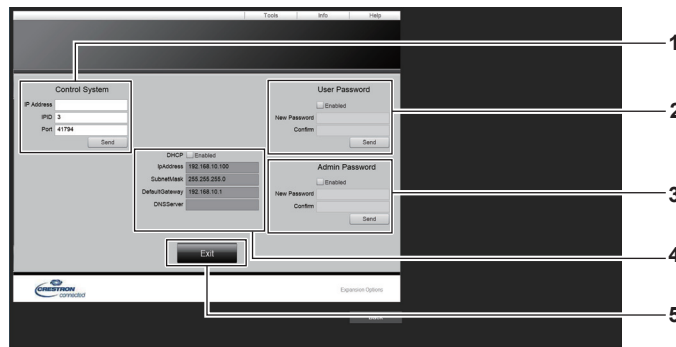 Tools Info Help
1
Control System
IP Address
IPID 3
Port 41794
Send
User Password
Enabled
New Password
Confirm
Send
2
DHCP Enabled
IpAddress 192.168.10.100
SubnetMask 255.255.255.0
DefaultGateway 192.168.10.1
DNSServer
Admin Password
Enabled
New Password
Confirm
Send
3
4
Exit
CRESTRON
connected
Expansion Options
5
Back